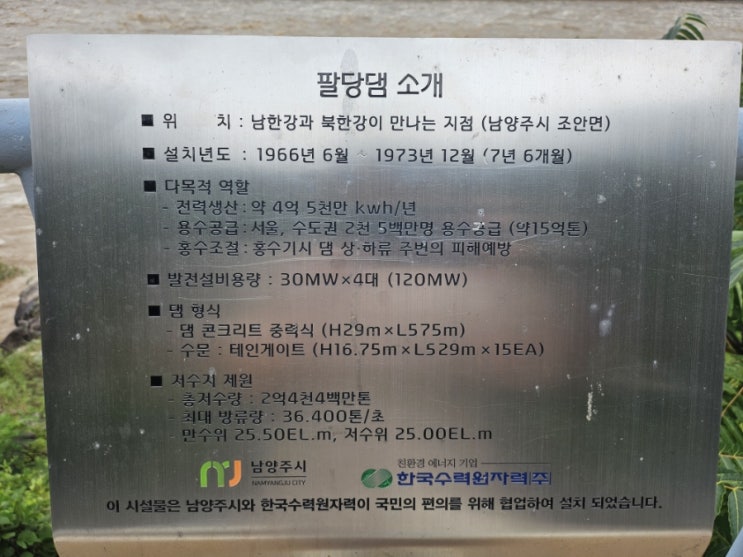 팔당댐 소개
■ 위 치 : 남한강과 북한강이 만나는 지점 (남양주시 조안면)
■ 설치년도 : 1966년 6월 ~ 1973년 12월 (7년 6개월)
■ 다목적 역할
- 전력생산 : 약 4억 5천만 kwh/년
- 용수공급 : 서울, 수도권 2천 5백만명 용수공급 (약15억톤)
- 홍수조절 : 홍수기시 댐 상·하류 주변의 피해예방
■ 발전설비용량 : 30MW×4대 (120MW)
■ 댐 형식
- 댐 콘크리트 중력식 (H29m×L575m)
- 수문 : 테인게이트 (H16.75m×L529m×15EA)
■ 저수지 제원
- 총저수량 : 2억4천4백만톤
- 최대 방류량 : 36.400톤/초
- 만수위 25.50EL.m, 저수위 25.00EL.m
남양주시
NAMYANGJU CITY
친환경 에너지 기업
한국수력원자력㈜
이 시설물은 남양주시와 한국수력원자력이 국민의 편의를 위해 협업하여 설치 되었습니다.